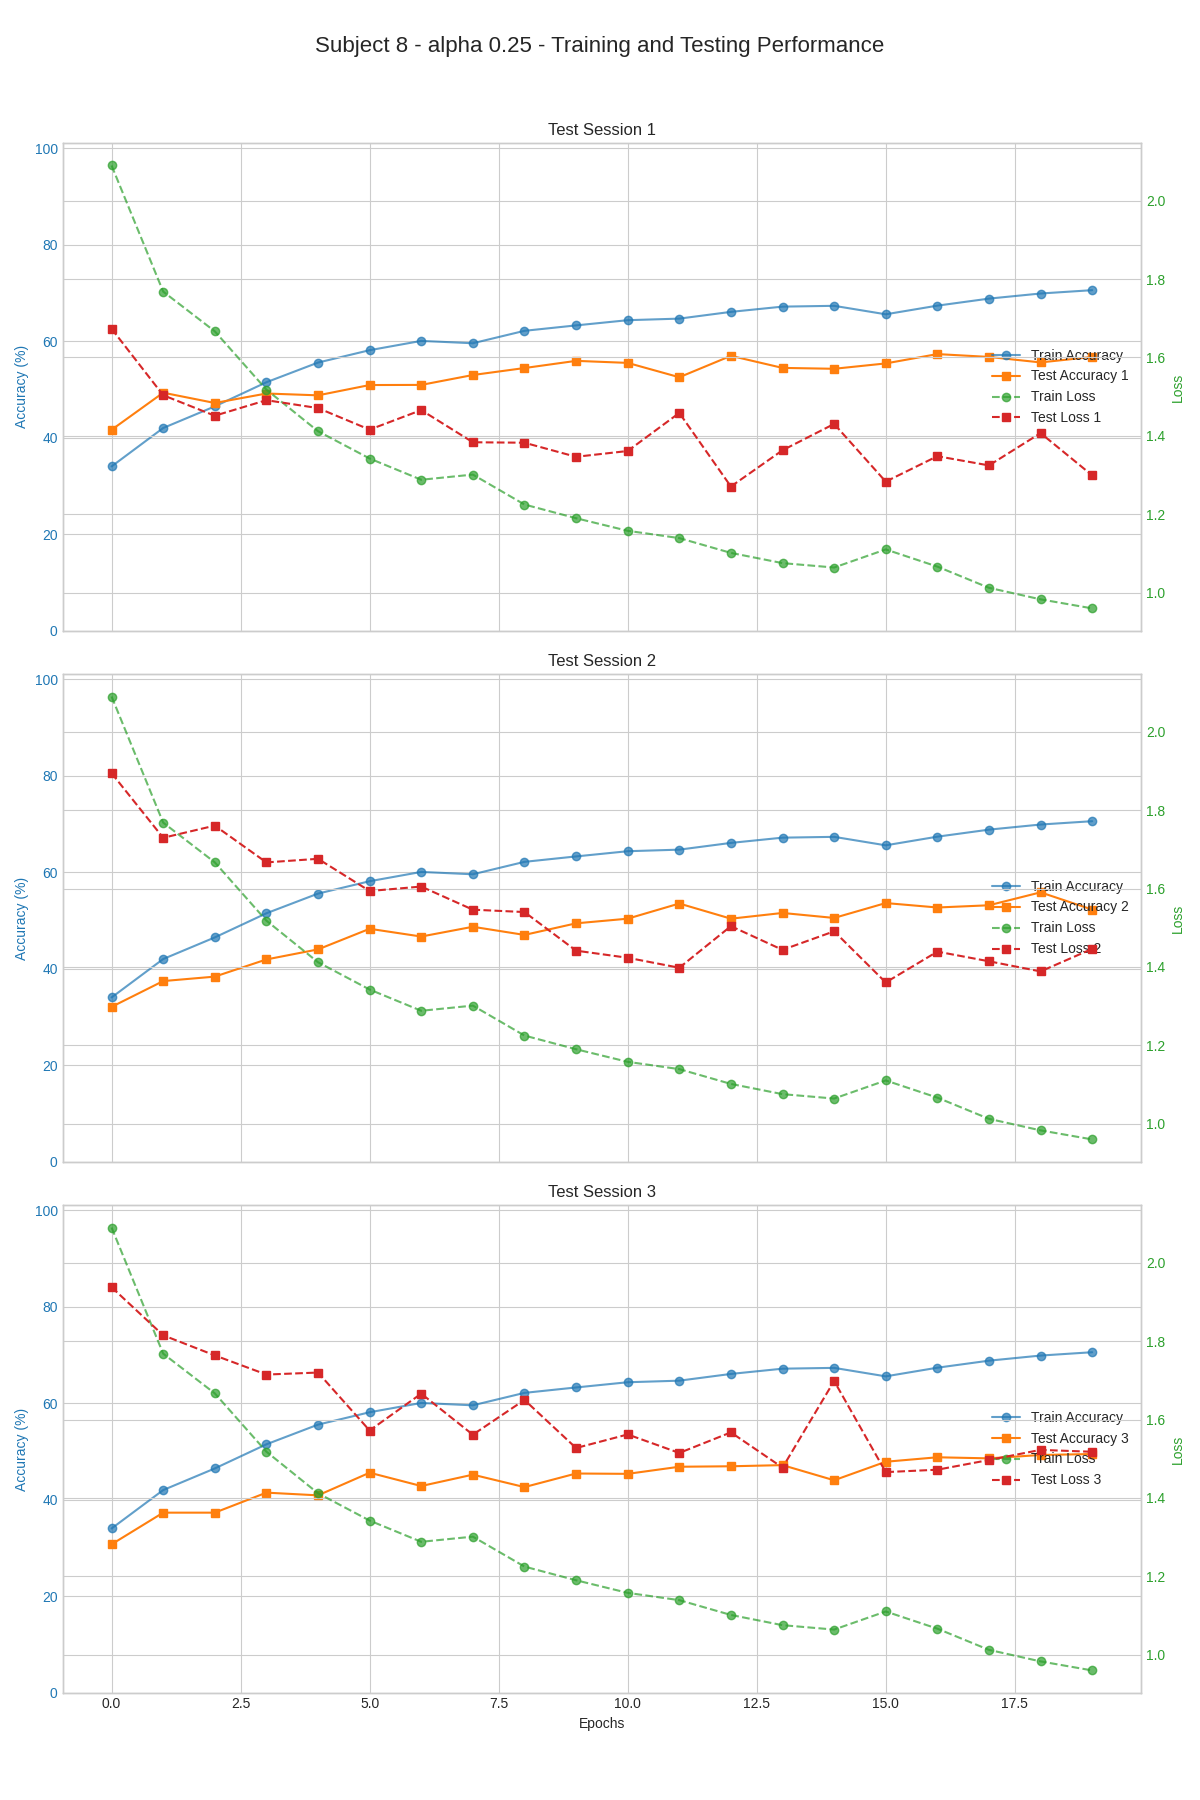 Subject 8 - alpha 0.25 - Training and Testing Performance
Test Session 1
100
80
60
40
20
0
Accuracy (%)
2.0
1.8
1.6
1.4
1.2
1.0
Loss
Train Accuracy
Test Accuracy 1
Train Loss
Test Loss 1
Test Session 2
100
80
60
40
20
0
Accuracy (%)
2.0
1.8
1.6
1.4
1.2
1.0
Loss
Train Accuracy
Test Accuracy 2
Train Loss
Test Loss 2
Test Session 3
100
80
60
40
20
0
Accuracy (%)
2.0
1.8
1.6
1.4
1.2
1.0
Loss
Train Accuracy
Test Accuracy 3
Train Loss
Test Loss 3
0.0 2.5 5.0 7.5 10.0 12.5 15.0 17.5
Epochs